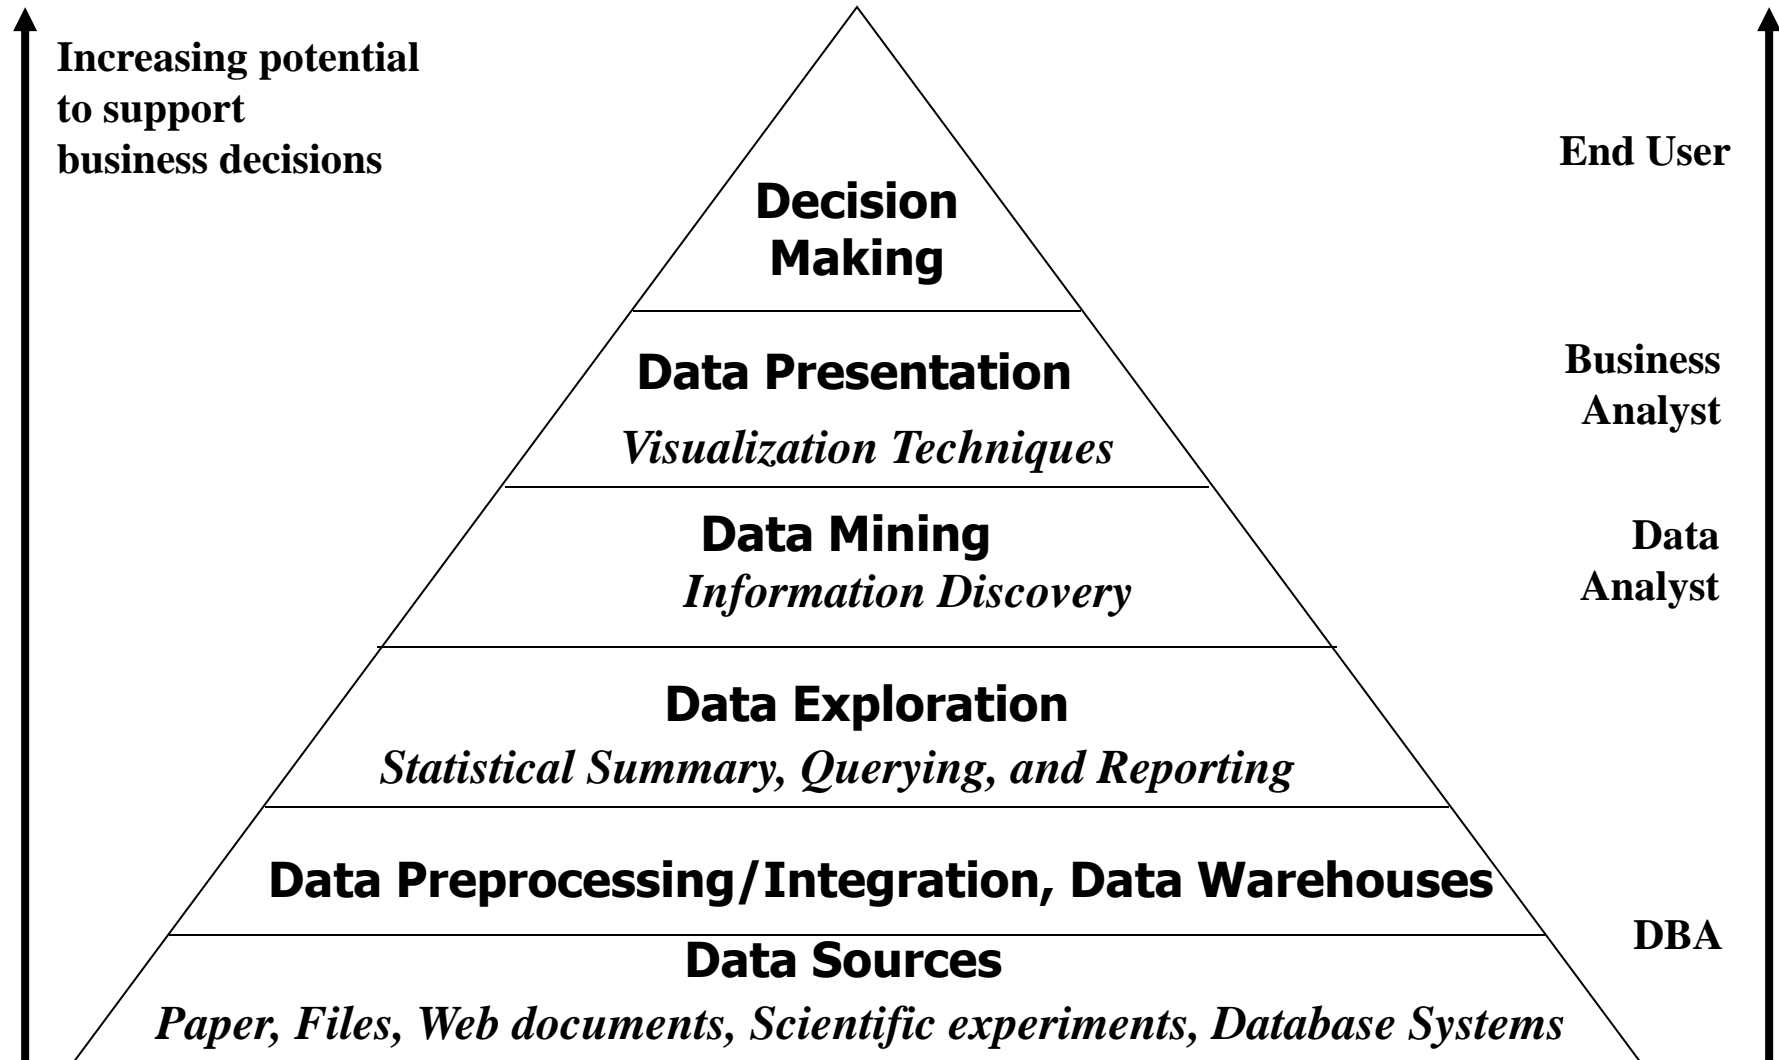 Increasing potential
to support
business decisions
End User
Decision
Making
Business
Analyst
Data Presentation
Visualization Techniques
Data Mining
Information Discovery
Data
Analyst
Data Exploration
Statistical Summary, Querying, and Reporting
Data Preprocessing/Integration, Data Warehouses
DBA
Data Sources
Paper, Files, Web documents, Scientific experiments, Database Systems